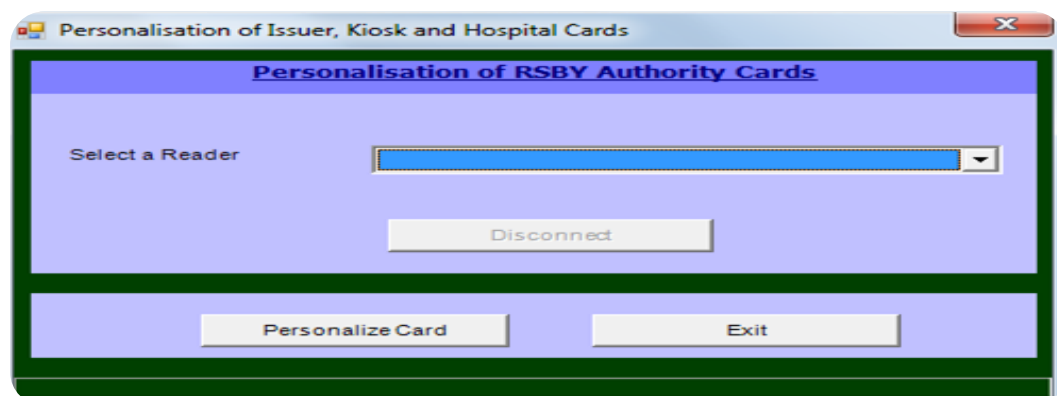 Personalisation of Issuer, Kiosk and Hospital Cards
Personalisation of RSBY Authority Cards
Select a Reader
Disconnect
Personalize Card Exit